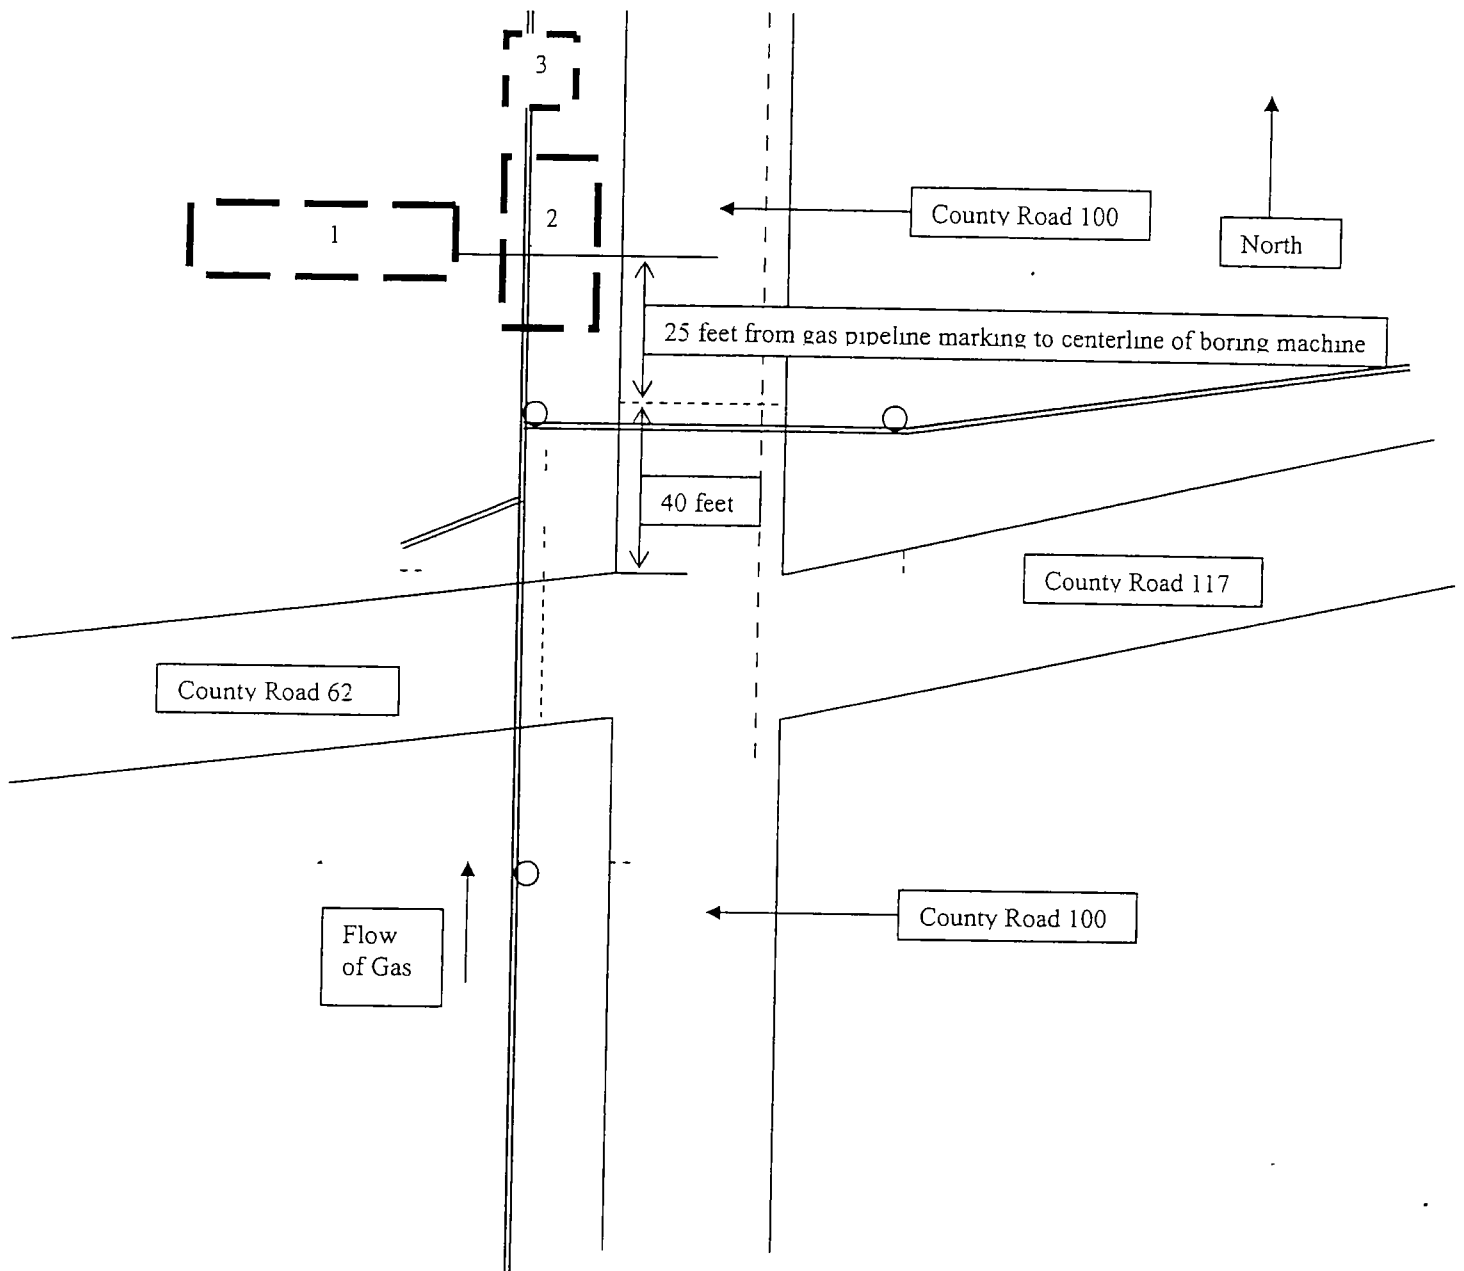 3
2
1
County Road 100
North
25 feet from gas pipeline marking to centerline of boring machine
40 feet
County Road 117
County Road 62
County Road 100
Flow
of Gas